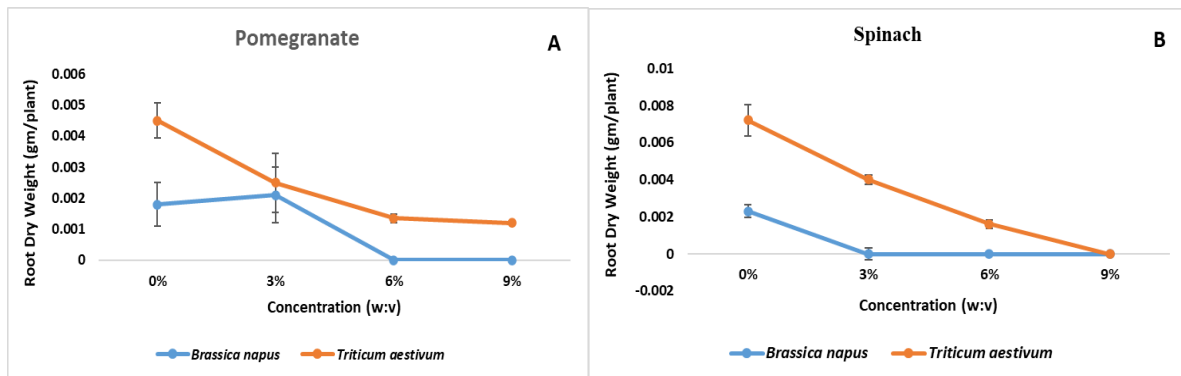 Pomegranate
A
Root Dry Weight (gm/plant)
0.006
0.005
0.004
0.003
0.002
0.001
0
0% 3% 6% 9%
Concentration (w:v)
Brassica napus Triticum aestivum
Spinach
B
Root Dry Weight (gm/plant)
0.01
0.008
0.006
0.004
0.002
0
-0.002
0% 3% 6% 9%
Concentration (w:v)
Brassica napus Triticum aestivum